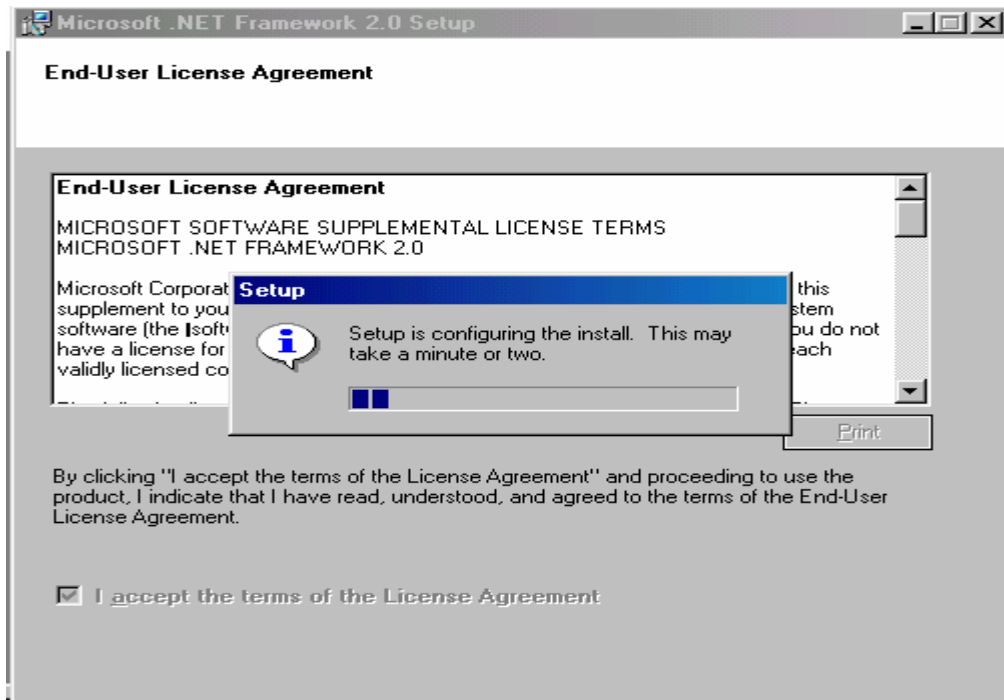 Microsoft .NET Framework 2.0 Setup
End-User License Agreement
End-User License Agreement
MICROSOFT SOFTWARE SUPPLEMENTAL LICENSE TERMS
MICROSOFT .NET FRAMEWORK 2.0
Microsoft Corporat this
supplement to you stem
software (the ou do not
have a license for each
validly licensed co
Setup
Setup is configuring the install. This may
take a minute or two.
Print
By clicking "I accept the terms of the License Agreement" and proceeding to use the
product, I indicate that I have read, understood, and agreed to the terms of the End-User
License Agreement.
I accept the terms of the License Agreement